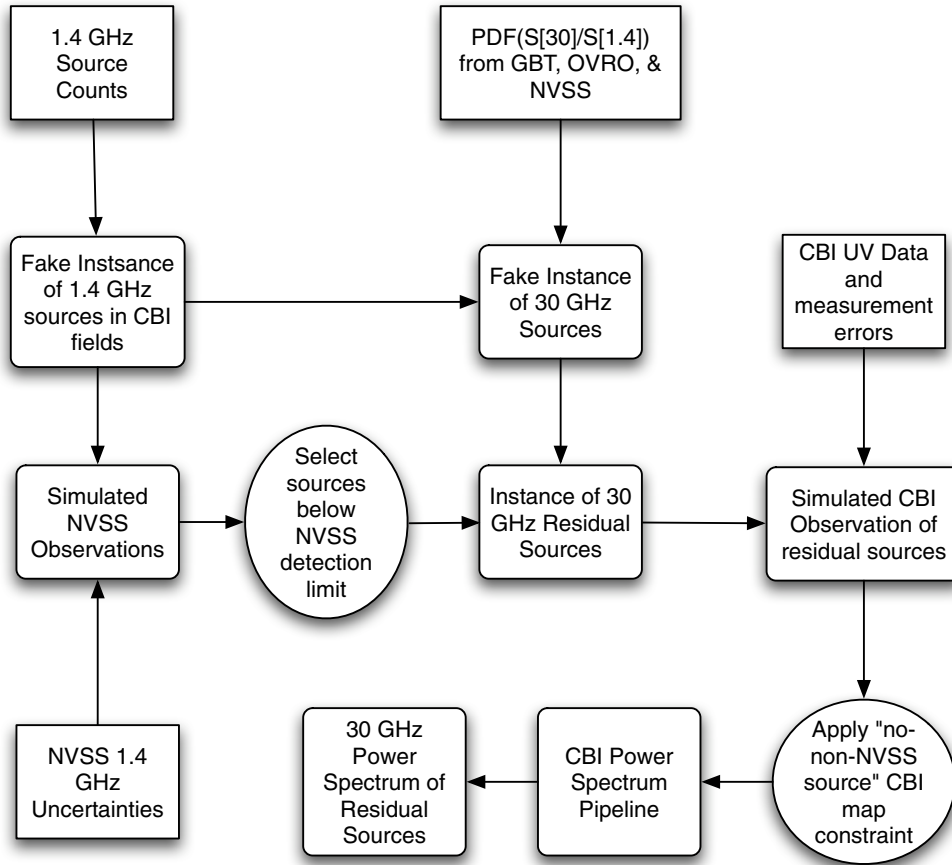 1.4 GHz
Source
Counts
PDF(S[30]/S[1.4])
from GBT, OVRO, &
NVSS
Fake Instsance
of 1.4 GHz
sources in CBI
fields
Fake Instance
of 30 GHz
Sources
CBI UV Data
and
measurement
errors
Simulated
NVSS
Observations
Select
sources
below
NVSS
detection
limit
Instance of 30
GHz Residual
Sources
Simulated CBI
Observation of
residual sources
NVSS 1.4
GHz
Uncertainties
30 GHz
Power
Spectrum of
Residual
Sources
CBI Power
Spectrum
Pipeline
Apply "no-
non-NVSS
source" CBI
map
constraint